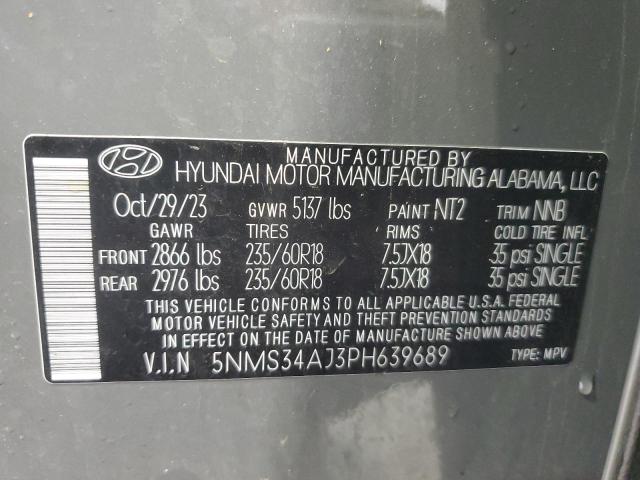 MANUFACTURED BY
HYUNDAI MOTOR MANUFACTURING ALABAMA, LLC
Oct/29/23 GVWR 5137 lbs PAINT NT2 TRIM NNB
GAWR TIRES RIMS COLD TIRE INFL
FRONT 2866 lbs 235/60R18 7.5JX18 35 psi SINGLE
REAR 2976 lbs 235/60R18 7.5JX18 35 psi SINGLE
THIS VEHICLE CONFORMS TO ALL APPLICABLE U.S.A. FEDERAL
MOTOR VEHICLE SAFETY AND THEFT PREVENTION STANDARDS
IN EFFECT ON THE DATE OF MANUFACTURE SHOWN ABOVE
V.I.N 5NMS34AJ3PH639689 TYPE: MPV